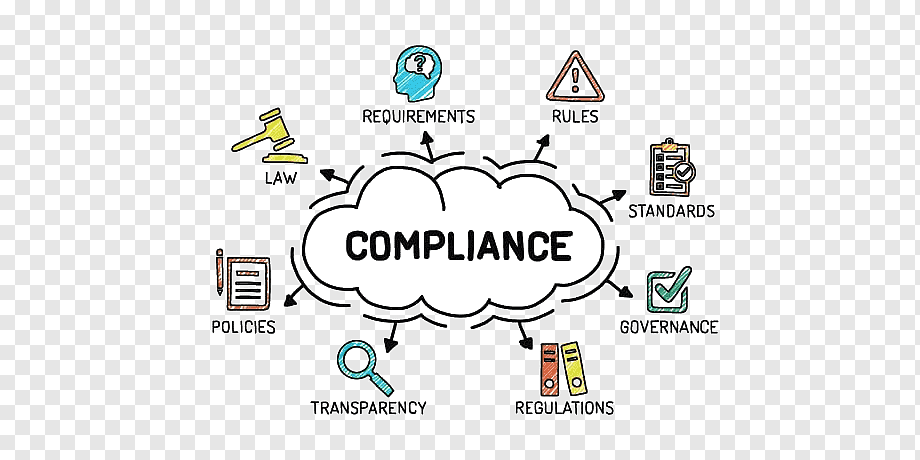 REQUIREMENTS
RULES
LAW
STANDARDS
COMPLIANCE
POLICIES
GOVERNANCE
TRANSPARENCY
REGULATIONS